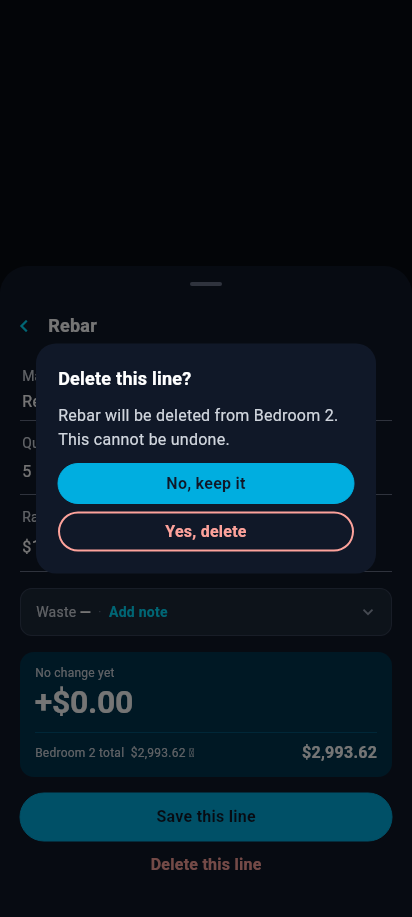 Rebar
Delete this line?
Rebar will be deleted from Bedroom 2.
This cannot be undone.
No, keep it
Yes, delete
5
Waste — · Add note
No change yet
+$0.00
Bedroom 2 total $2,993.62
$2,993.62
Save this line
Delete this line